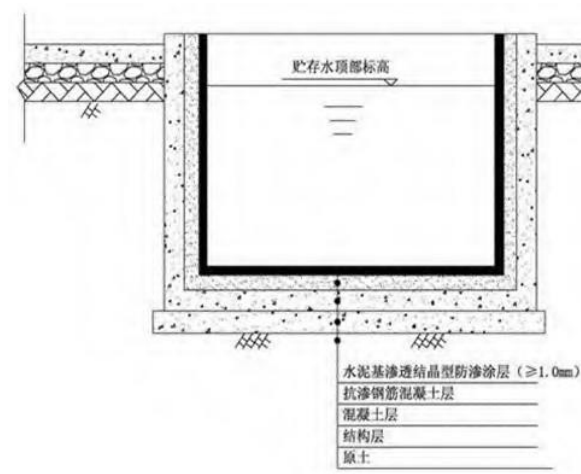 贮存水顶部标高
水泥基渗透结晶型防渗涂层（≥1.0mm）
抗渗钢筋混凝土层
混凝土层
结构层
原土